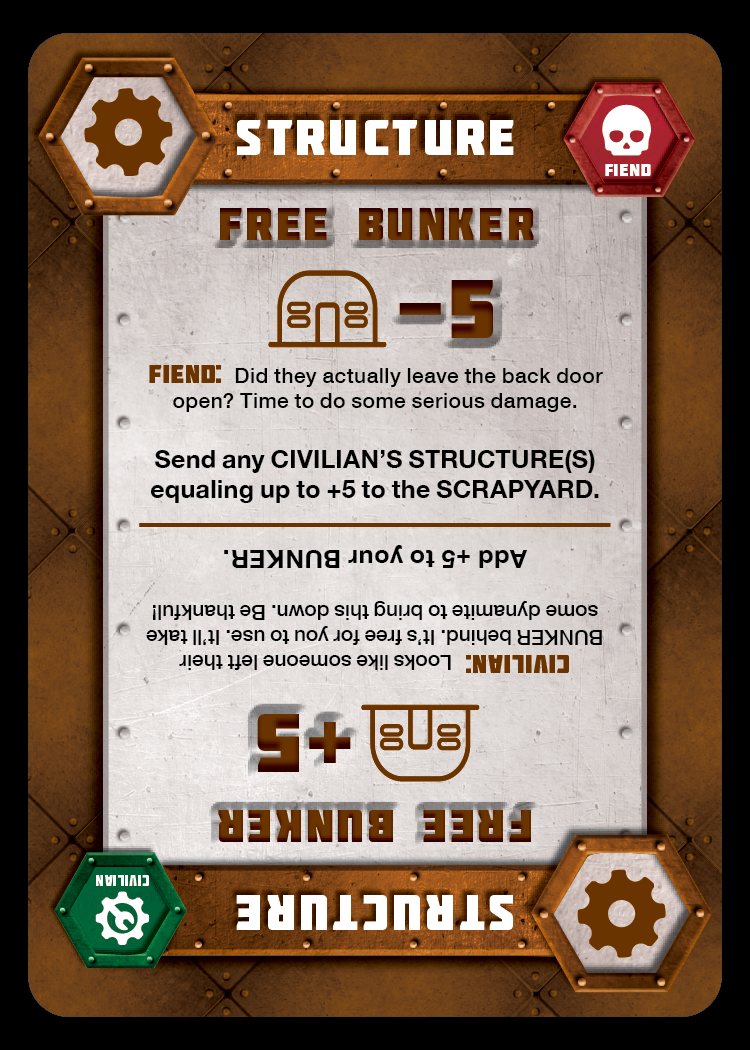 STRUCTURE
FIEND
FREE BUNKER
-5
FIEND: Did they actually leave the back door
open? Time to do some serious damage.
Send any CIVILIAN’S STRUCTURE(S)
equaling up to +5 to the SCRAPYARD.
STRUCTURE
CIVILIAN
FREE BUNKER
+5
CIVILIAN: Looks like someone left their
BUNKER behind. It’s free for you to use. It’ll take
some dynamite to bring this down. Be thankful!
Add +5 to your BUNKER.